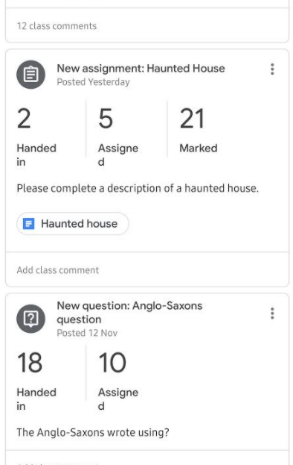 12 class comments
New assignment: Haunted House
Posted Yesterday
2 5 21
Handed Assigne Marked
in d
Please complete a description of a haunted house.
Haunted house
Add class comment
New question: Anglo-Saxons
question
Posted 12 Nov
18 10
Handed Assigne
in d
The Anglo-Saxons wrote using?